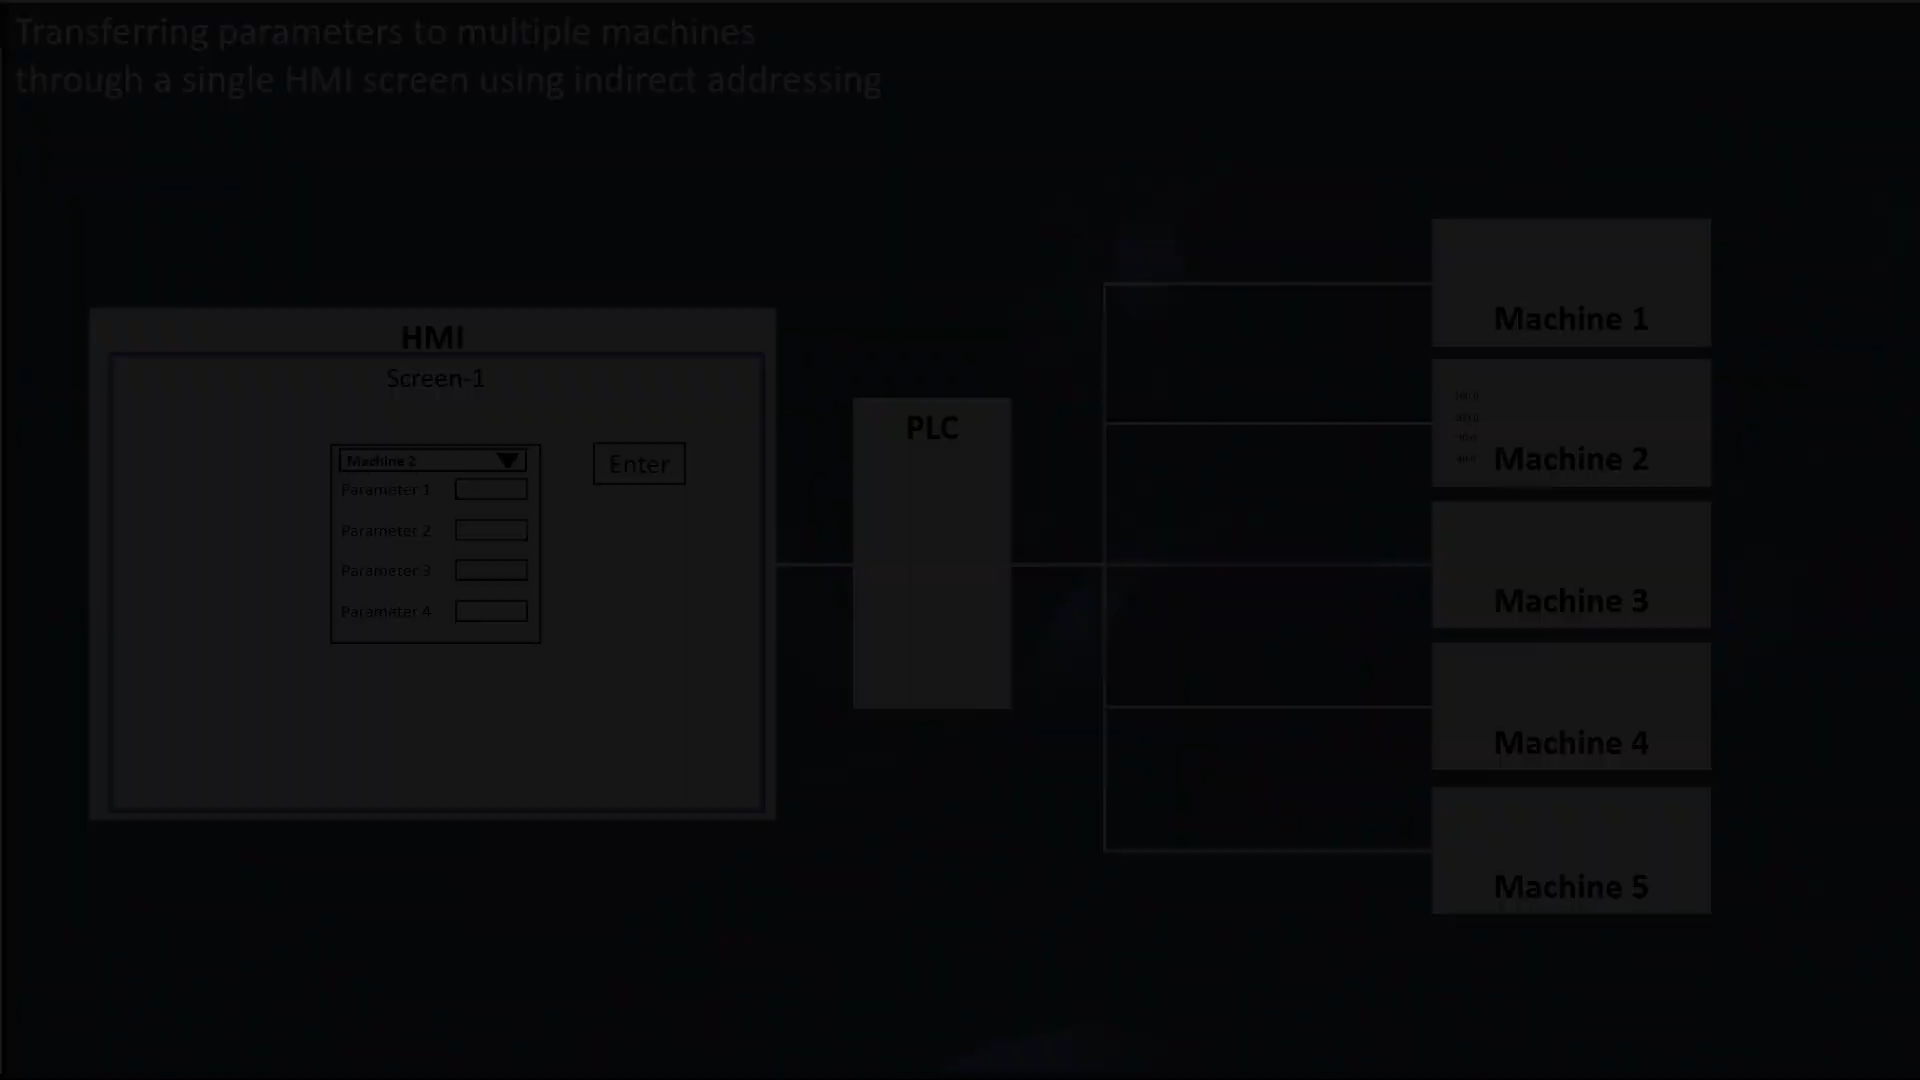 Transferring parameters to multiple machines
through a single HMI screen using indirect addressing
HMI
Screen-1
Machine 2
Enter
Parameter 1
Parameter 2
Parameter 3
Parameter 4
PLC
Machine 1
Machine 2
Machine 3
Machine 4
Machine 5